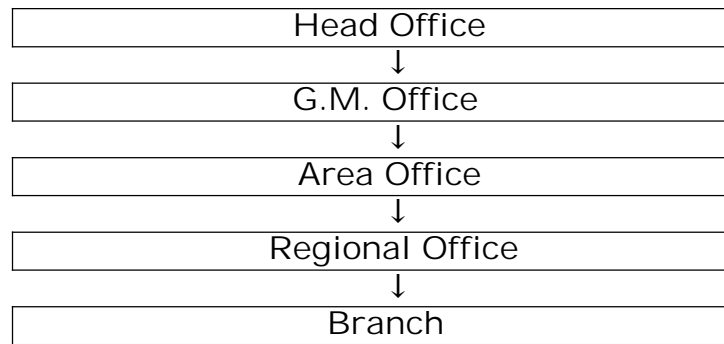 Head Office
↓
G.M. Office
↓
Area Office
↓
Regional Office
↓
Branch